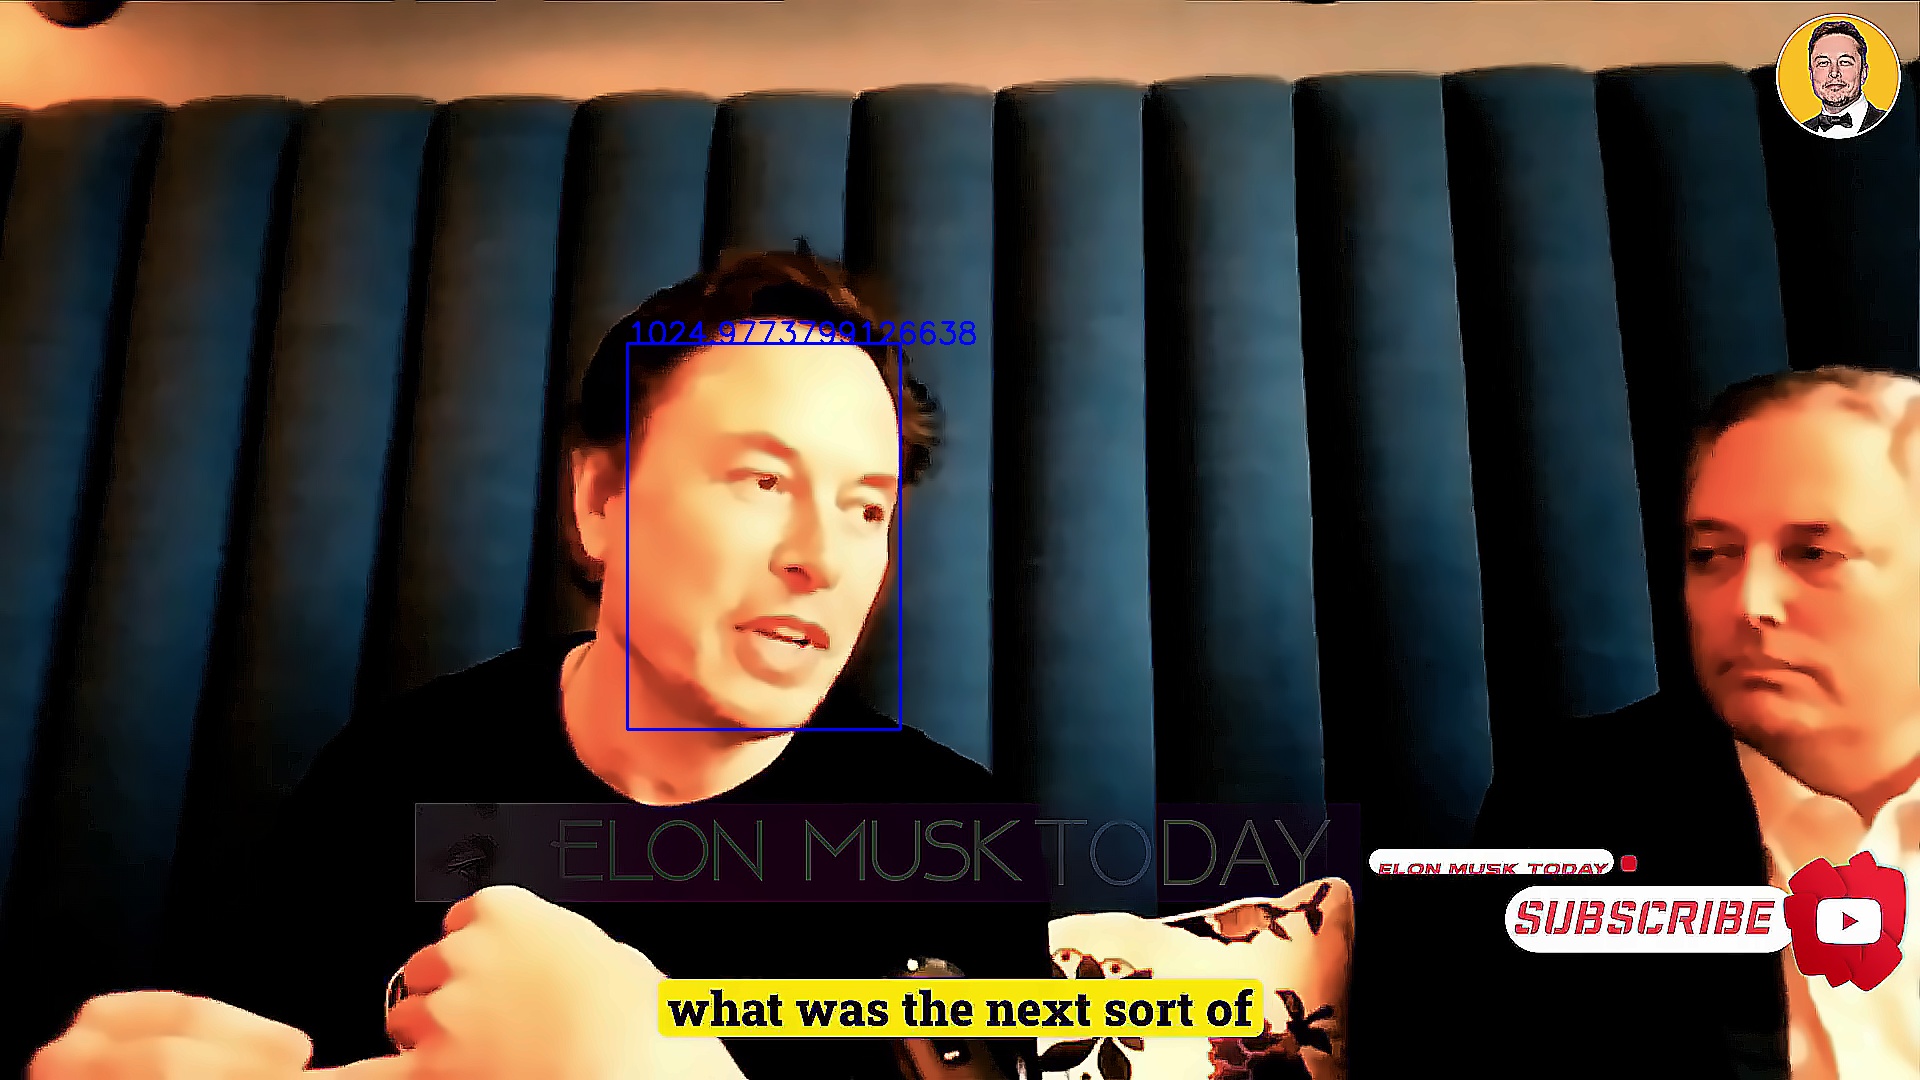 1024.9773799126638
ELON MUSK TODAY
ELON MUSK TODAY
SUBSCRIBE
what was the next sort of